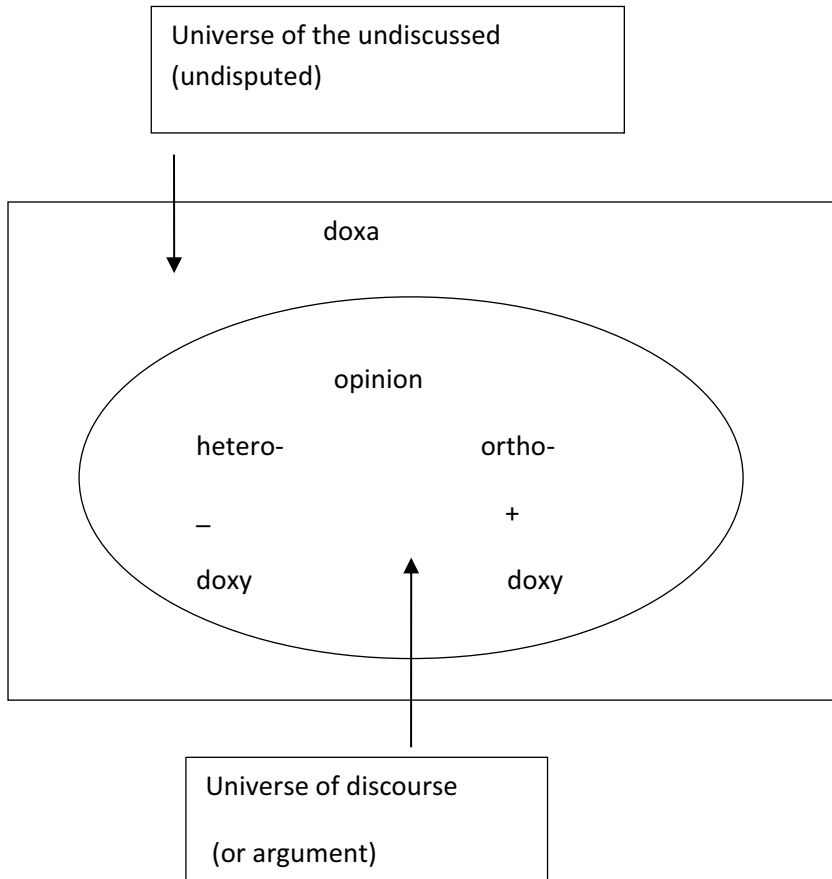 Universe of the undiscussed
(undisputed)
doxa
opinion
hetero- ortho-
– +
doxy doxy
Universe of discourse
(or argument)